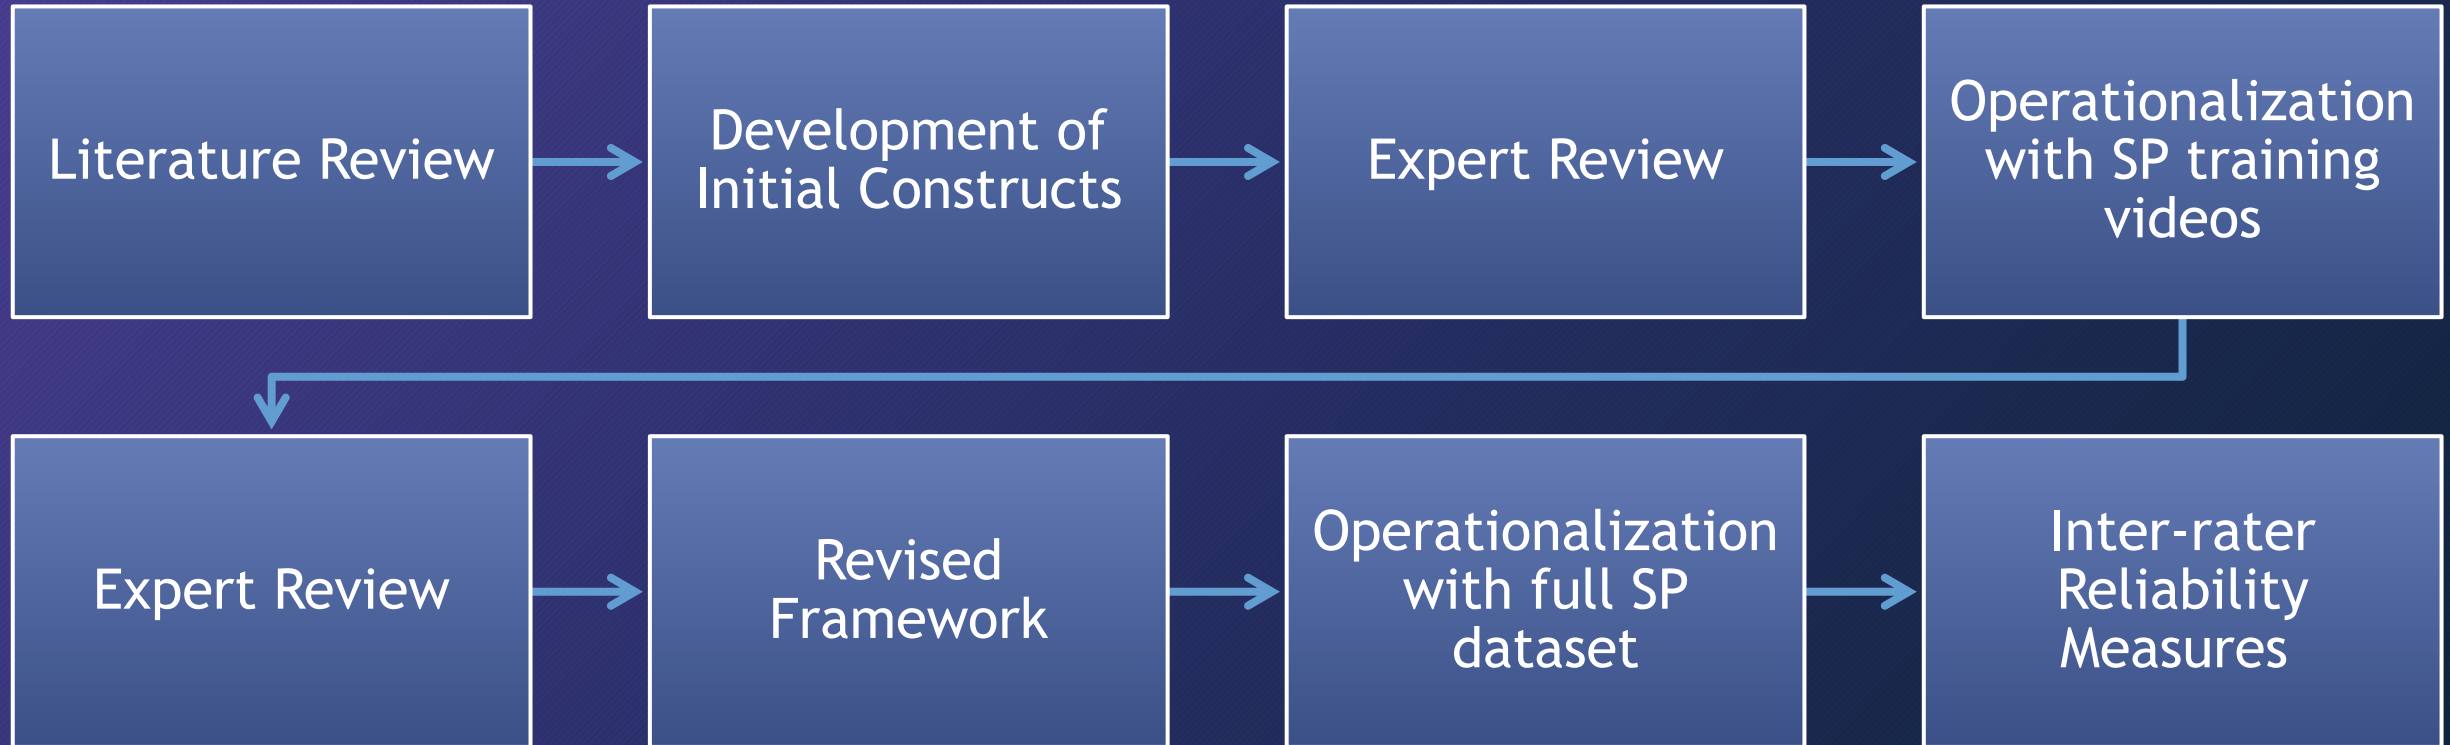 Literature Review
Development of
Initial Constructs
Expert Review
Operationalization
with SP training
videos
Expert Review
Revised
Framework
Operationalization
with full SP
dataset
Inter-rater
Reliability
Measures